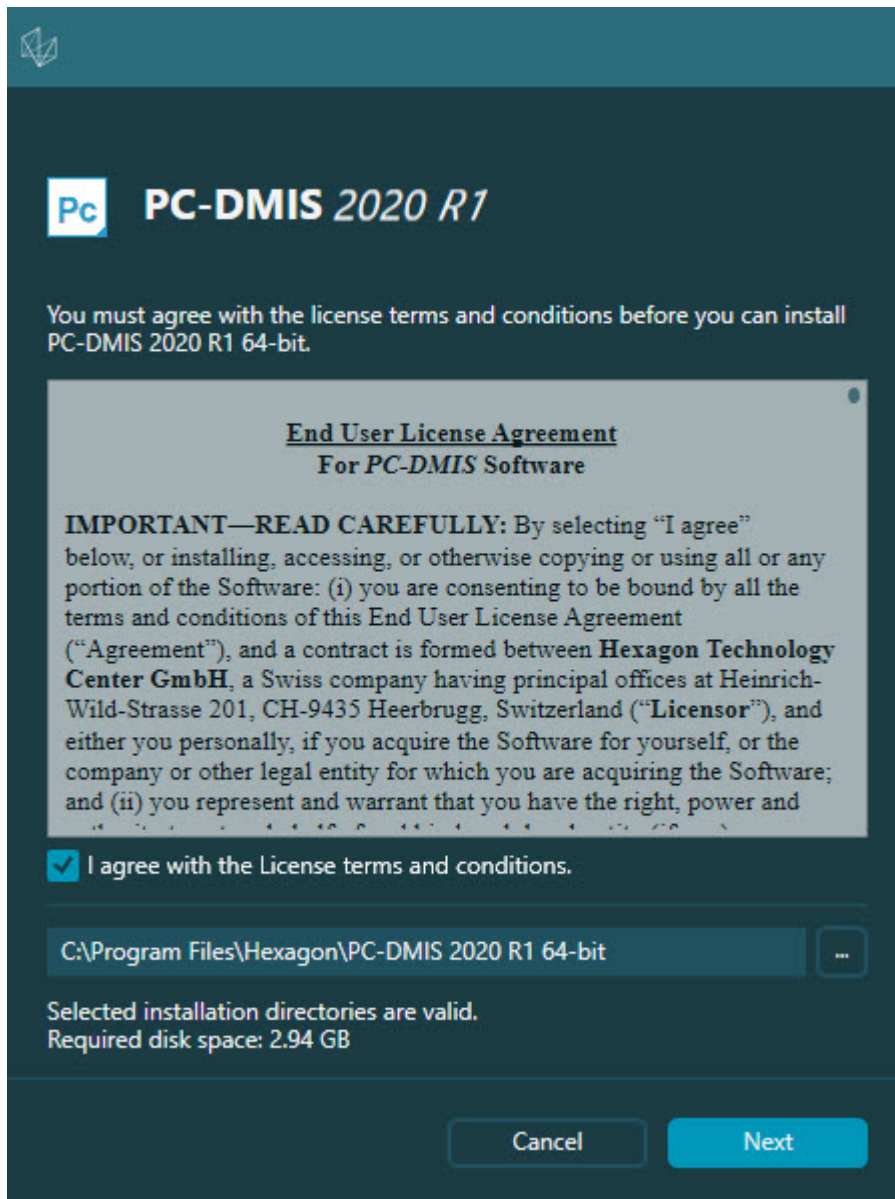 Pc
PC-DMIS 2020 R1
You must agree with the license terms and conditions before you can install
PC-DMIS 2020 R1 64-bit.
End User License Agreement
For PC-DMIS Software
IMPORTANT—READ CAREFULLY: By selecting “I agree”
below, or installing, accessing, or otherwise copying or using all or any
portion of the Software: (i) you are consenting to be bound by all the
terms and conditions of this End User License Agreement
(“Agreement”), and a contract is formed between Hexagon Technology
Center GmbH, a Swiss company having principal offices at Heinrich-
Wild-Strasse 201, CH-9435 Heerbrugg, Switzerland (“Licensor”), and
either you personally, if you acquire the Software for yourself, or the
company or other legal entity for which you are acquiring the Software;
and (ii) you represent and warrant that you have the right, power and
I agree with the License terms and conditions.
C:\Program Files\Hexagon\PC-DMIS 2020 R1 64-bit
...
Selected installation directories are valid.
Required disk space: 2.94 GB
Cancel
Next